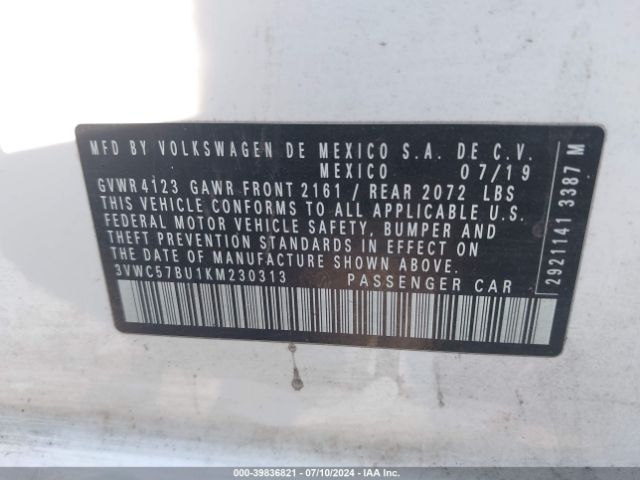 MFD BY VOLKSWAGEN DE MEXICO S.A. DE C.V.
MEXICO 07/19
GVWR 4123 GAWR FRONT 2161 / REAR 2072 LBS
THIS VEHICLE CONFORMS TO ALL APPLICABLE U.S.
FEDERAL MOTOR VEHICLE SAFETY, BUMPER AND
THEFT PREVENTION STANDARDS IN EFFECT ON
THE DATE OF MANUFACTURE SHOWN ABOVE.
3VWC57BU1KM230313 PASSENGER CAR
2921141 3387 M
000-39836821 - 07/10/2024 - IAAI.COM